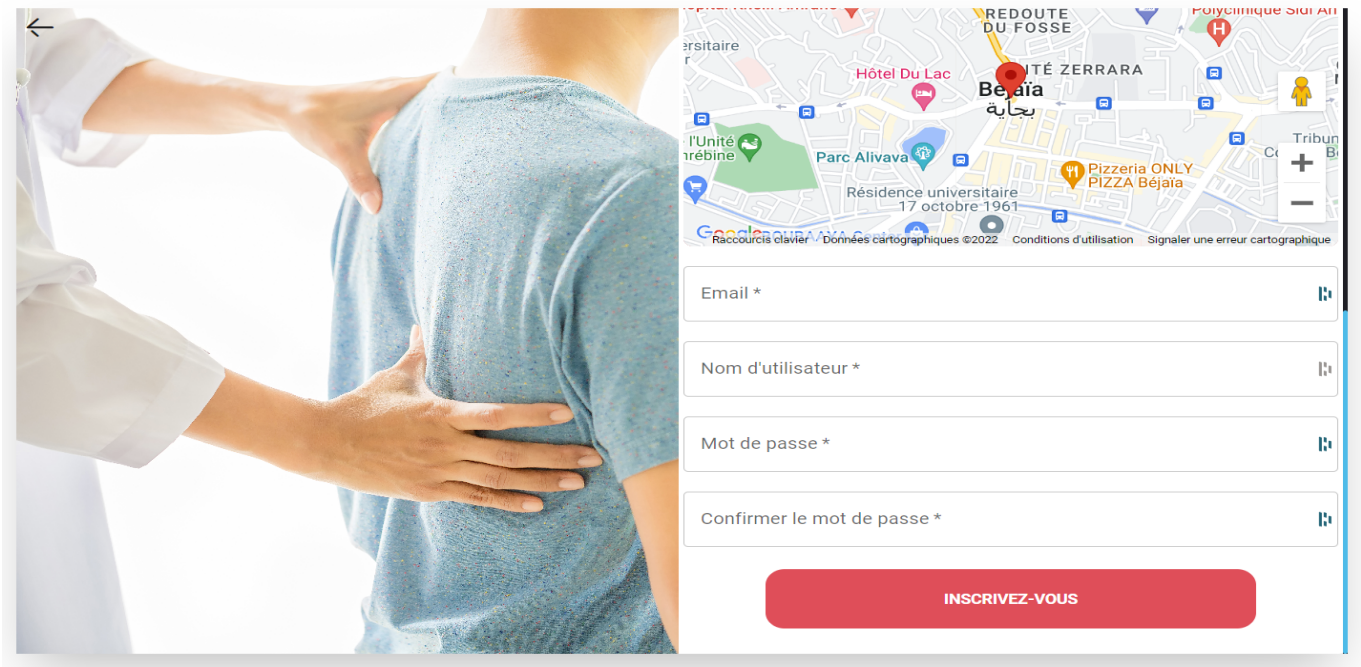 REDOUTE
DU FOSSE
Polyclinique Sidi
ersitaire
Hôtel Du Lac
ITÉ ZERRARA
Béjaïa
بجاية
l'Unité
Parc Alivava
Tribun
Pizzeria ONLY
PIZZA Béjaïa
Résidence universitaire
17 octobre 1961
Google
Raccourcis clavier Données cartographiques ©2022 Conditions d'utilisation Signaler une erreur cartographique
Email *
Nom d'utilisateur *
Mot de passe *
Confirmer le mot de passe *
INSCRIVEZ-VOUS